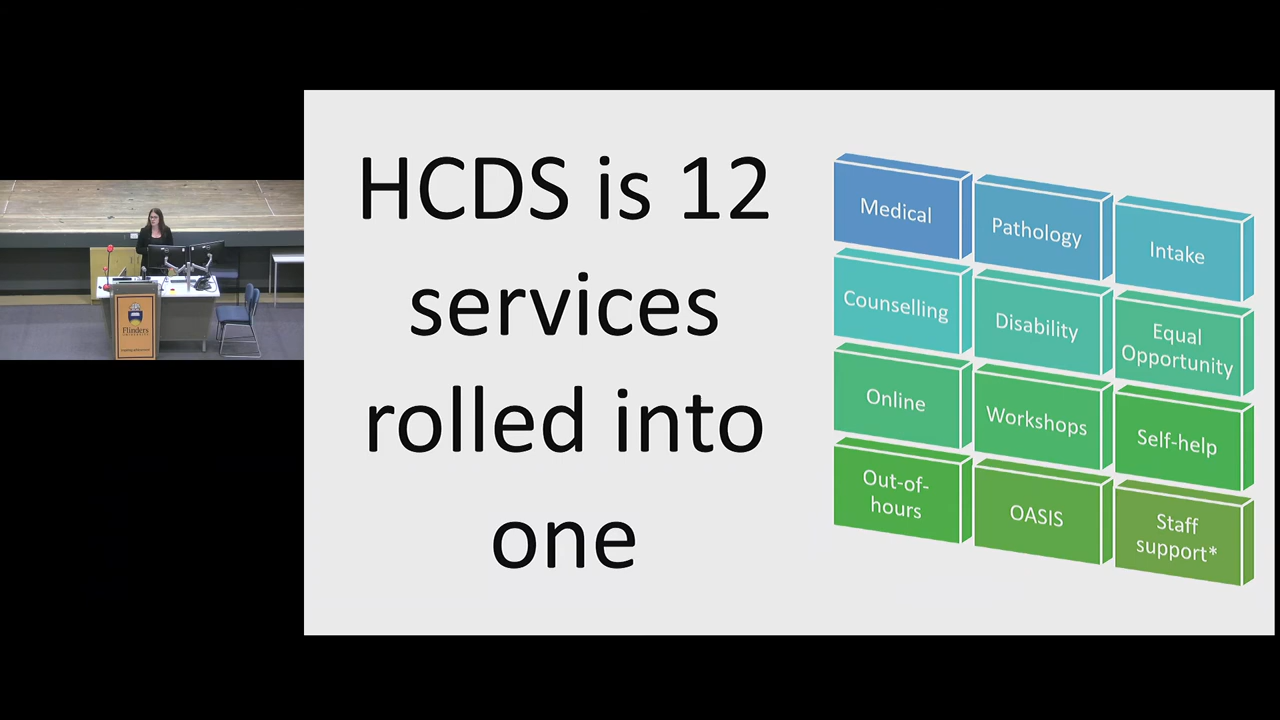 HCDS is 12
services
rolled into
one
Medical
Pathology
Intake
Counselling
Disability
Equal
Opportunity
Online
Workshops
Self-help
Out-of-
hours
OASIS
Staff
support*
Flinders